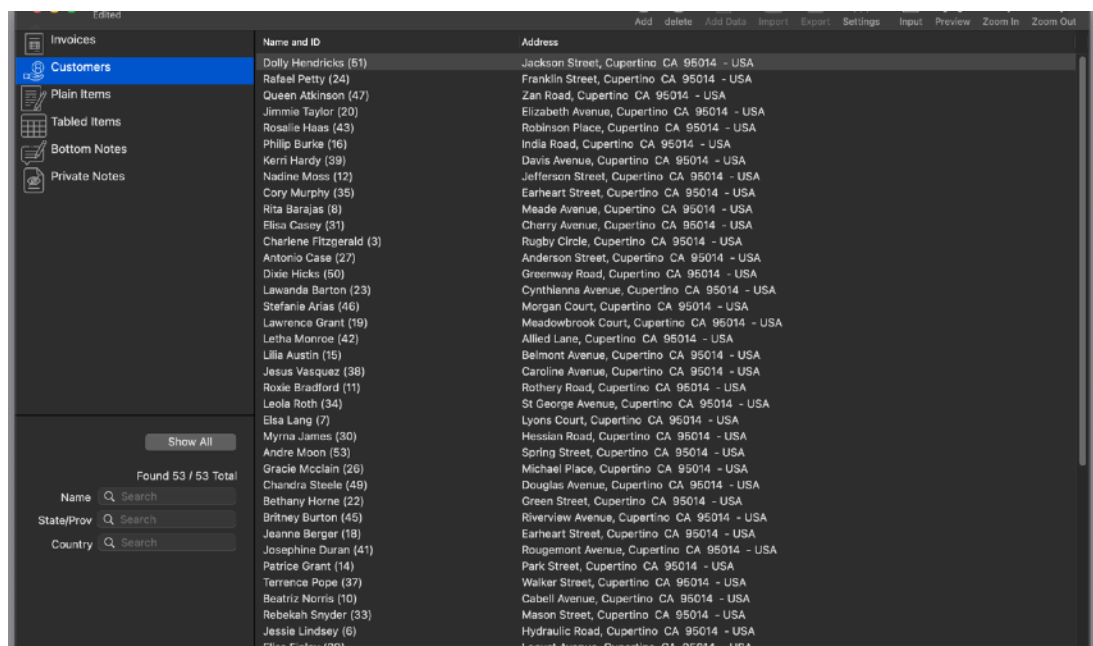 Edited
Add delete Add Data Import Export Settings Input Preview Zoom In Zoom Out
Invoices
Customers
Plain Items
Tabled Items
Bottom Notes
Private Notes
Show All
Found 53 / 53 Total
Name Search
State/Prov Search
Country Search
Name and ID Address
Dolly Hendricks (51) Jackson Street, Cupertino CA 95014 - USA
Rafael Petty (24) Franklin Street, Cupertino CA 95014 - USA
Queen Atkinson (47) Zan Road, Cupertino CA 95014 - USA
Jimmie Taylor (20) Elizabeth Avenue, Cupertino CA 95014 - USA
Rosalie Haas (43) Robinson Place, Cupertino CA 95014 - USA
Philip Burke (16) India Road, Cupertino CA 95014 - USA
Kerri Hardy (39) Davis Avenue, Cupertino CA 95014 - USA
Nadine Moss (12) Jefferson Street, Cupertino CA 95014 - USA
Cory Murphy (35) Earheart Street, Cupertino CA 95014 - USA
Rita Barajas (8) Meade Avenue, Cupertino CA 95014 - USA
Elisa Casey (31) Cherry Avenue, Cupertino CA 95014 - USA
Charlene Fitzgerald (3) Rugby Circle, Cupertino CA 95014 - USA
Antonio Case (27) Anderson Street, Cupertino CA 95014 - USA
Dixie Hicks (50) Greenway Road, Cupertino CA 95014 - USA
Lawanda Barton (23) Cynthianna Avenue, Cupertino CA 95014 - USA
Stefanie Arias (46) Morgan Court, Cupertino CA 95014 - USA
Lawrence Grant (19) Meadowbrook Court, Cupertino CA 95014 - USA
Letha Monroe (42) Allied Lane, Cupertino CA 95014 - USA
Lilia Austin (15) Belmont Avenue, Cupertino CA 95014 - USA
Jesus Vasquez (38) Caroline Avenue, Cupertino CA 95014 - USA
Roxie Bradford (11) Rothery Road, Cupertino CA 95014 - USA
Leola Roth (34) St George Avenue, Cupertino CA 95014 - USA
Elsa Lang (7) Lyons Court, Cupertino CA 95014 - USA
Myrna James (30) Hessian Road, Cupertino CA 95014 - USA
Andre Moon (53) Spring Street, Cupertino CA 95014 - USA
Gracie Mcclain (26) Michael Place, Cupertino CA 95014 - USA
Chandra Steele (49) Douglas Avenue, Cupertino CA 95014 - USA
Bethany Horne (22) Green Street, Cupertino CA 95014 - USA
Britney Burton (45) Riverview Avenue, Cupertino CA 95014 - USA
Jeanne Berger (18) Earheart Street, Cupertino CA 95014 - USA
Josephine Duran (41) Rougemont Avenue, Cupertino CA 95014 - USA
Patrice Grant (14) Park Street, Cupertino CA 95014 - USA
Terrence Pope (37) Walker Street, Cupertino CA 95014 - USA
Beatriz Norris (10) Cabell Avenue, Cupertino CA 95014 - USA
Rebekah Snyder (33) Mason Street, Cupertino CA 95014 - USA
Jessie Lindsey (6) Hydraulic Road, Cupertino CA 95014 - USA